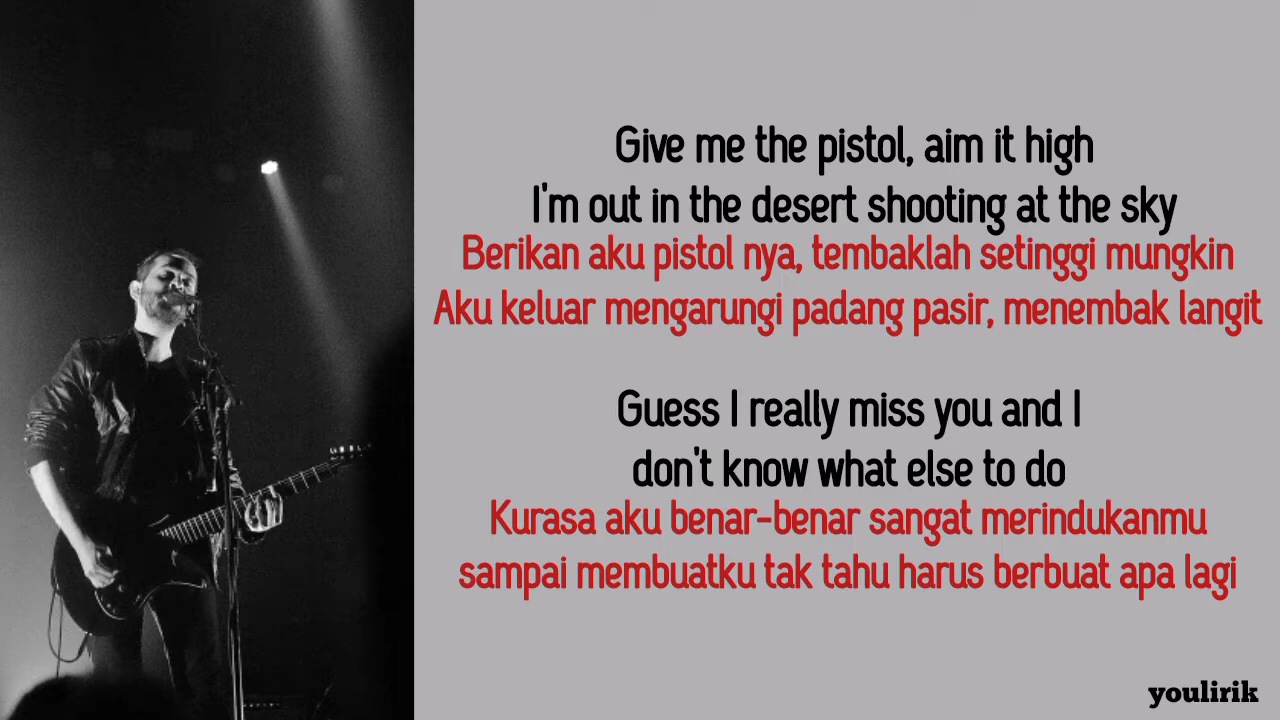 Give me the pistol, aim it high
I'm out in the desert shooting at the sky
Berikan aku pistol nya, tembaklah setinggi mungkin
Aku keluar mengarungi padang pasir, menembak langit
Guess I really miss you and I
don't know what else to do
Kurasa aku benar-benar sangat merindukanmu
sampai membuatku tak tahu harus berbuat apa lagi
youlirik